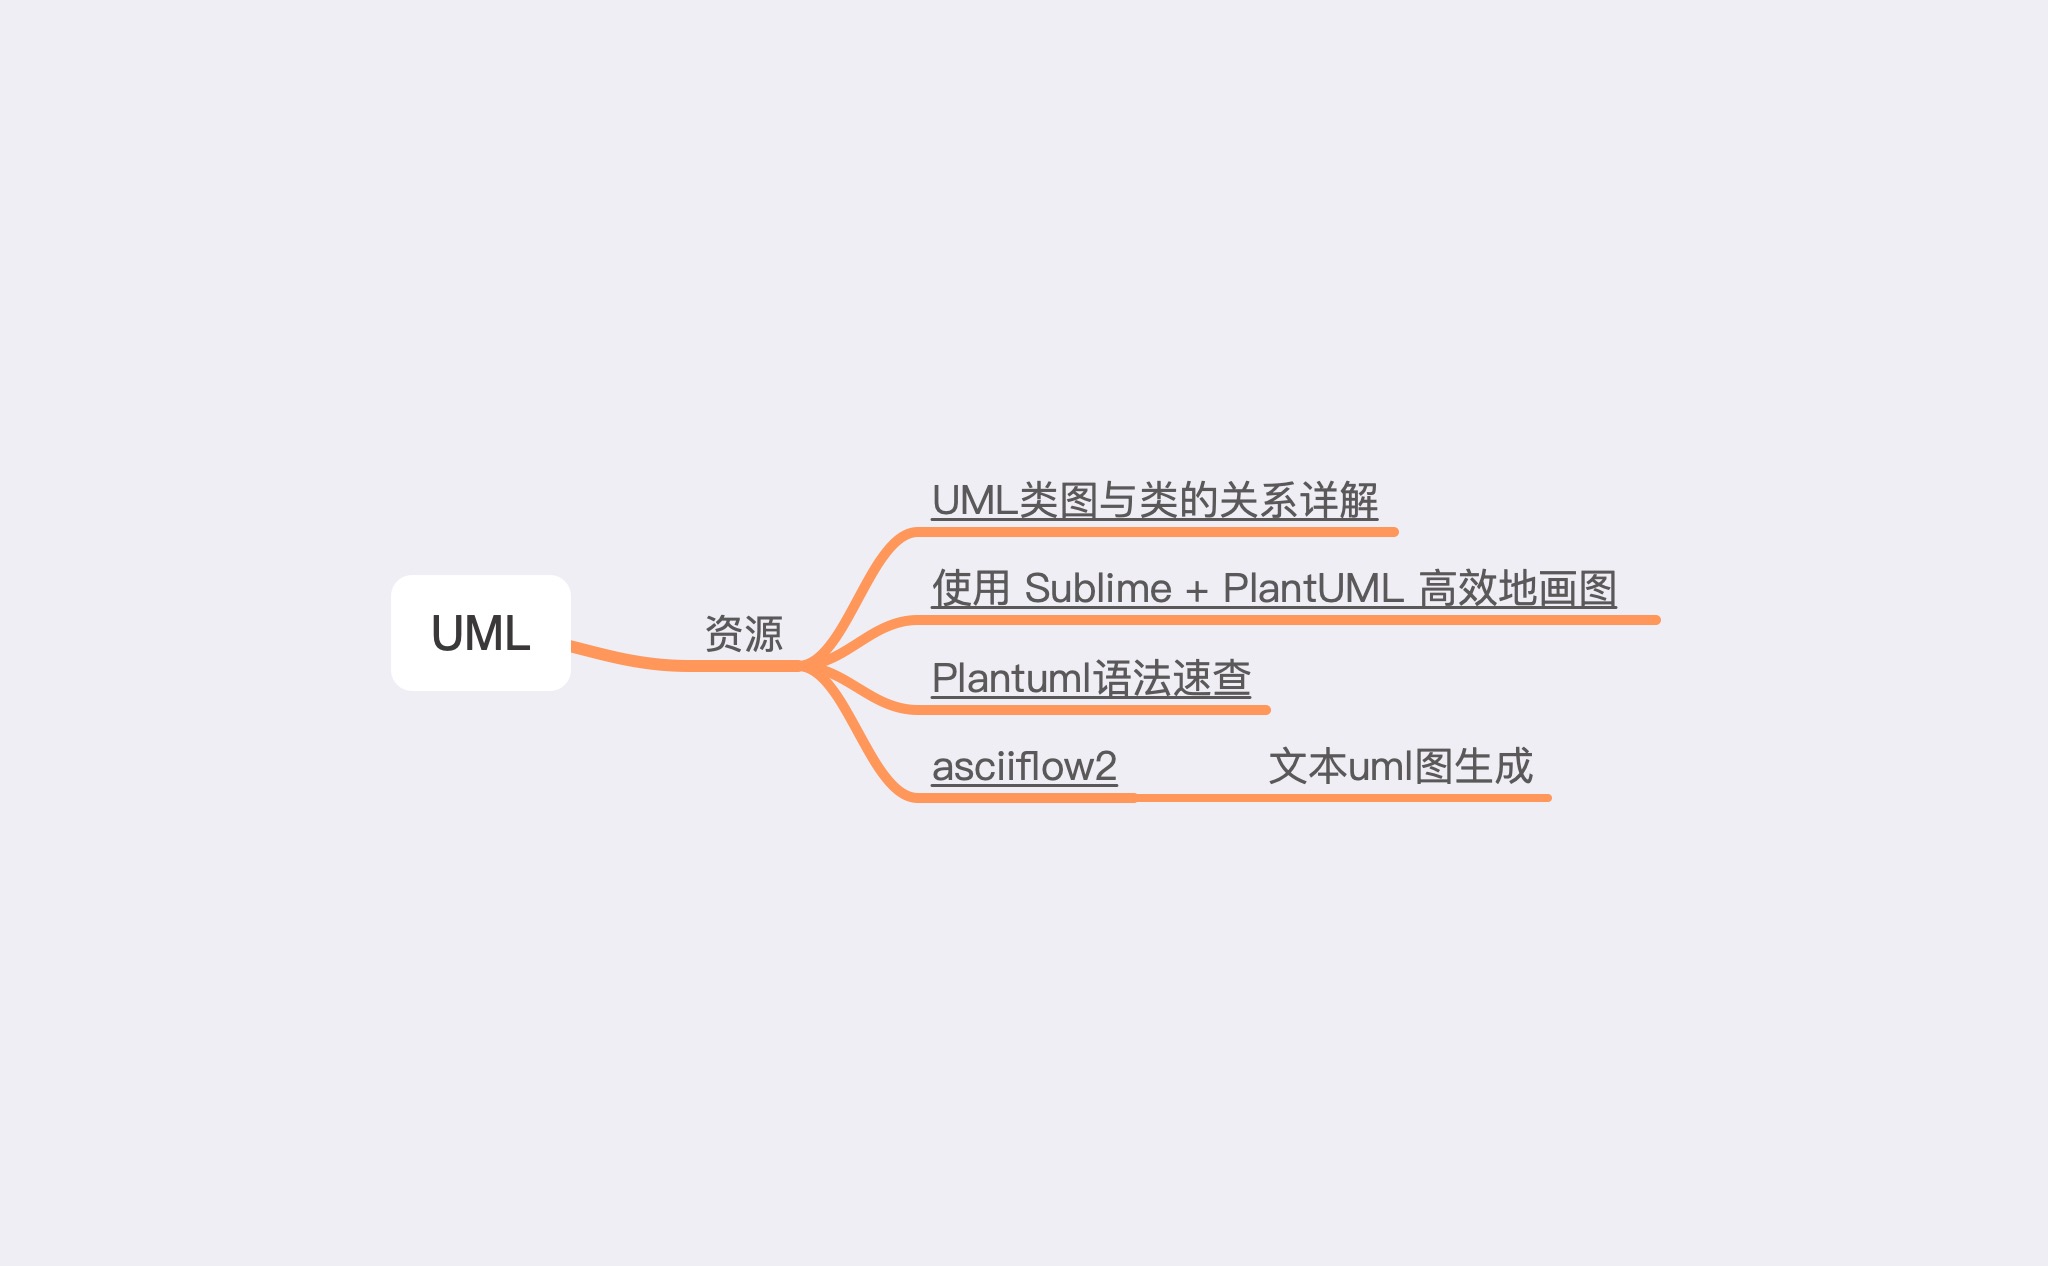 UML
资源
UML类图与类的关系详解
使用 Sublime + PlantUML 高效地画图
Plantuml语法速查
asciiflow2
文本uml图生成